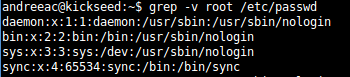 andreeac@kickseed:~$ grep -v root /etc/passwd
daemon:x:1:1:daemon:/usr/sbin:/usr/sbin/nologin
bin:x:2:2:bin:/bin:/usr/sbin/nologin
sys:x:3:3:sys:/dev:/usr/sbin/nologin
sync:x:4:65534:sync:/bin:/bin/sync